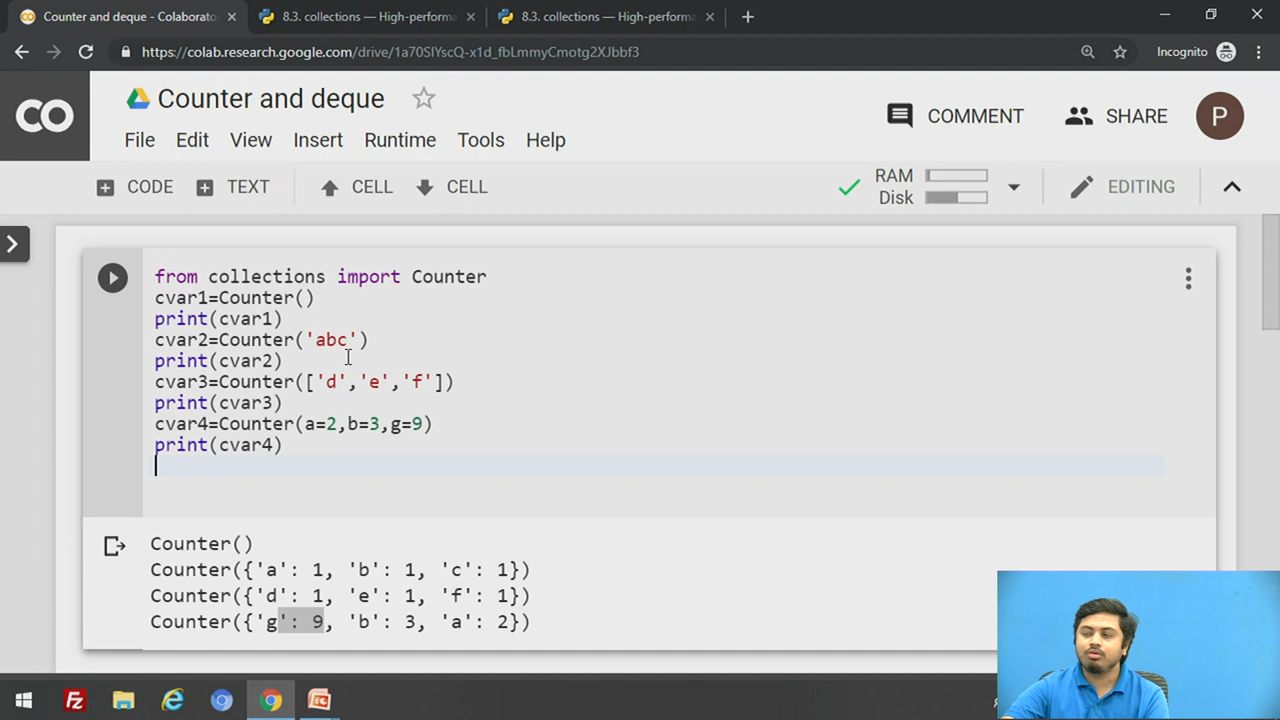 Counter and deque - Colaborato
8.3. collections — High-performa
8.3. collections — High-performa
https://colab.research.google.com/drive/1a70SlYscQ-x1d_fbLmmyCmotg2XJbbf3
Incognito
CO
Counter and deque
COMMENT
SHARE
P
File Edit View Insert Runtime Tools Help
CODE TEXT CELL CELL
RAM
Disk
EDITING
from collections import Counter
cvar1=Counter()
print(cvar1)
cvar2=Counter('abc')
print(cvar2)
cvar3=Counter(['d','e','f'])
print(cvar3)
cvar4=Counter(a=2,b=3,g=9)
print(cvar4)
Counter()
Counter({'a': 1, 'b': 1, 'c': 1})
Counter({'d': 1, 'e': 1, 'f': 1})
Counter({'g': 9, 'b': 3, 'a': 2})
Fz